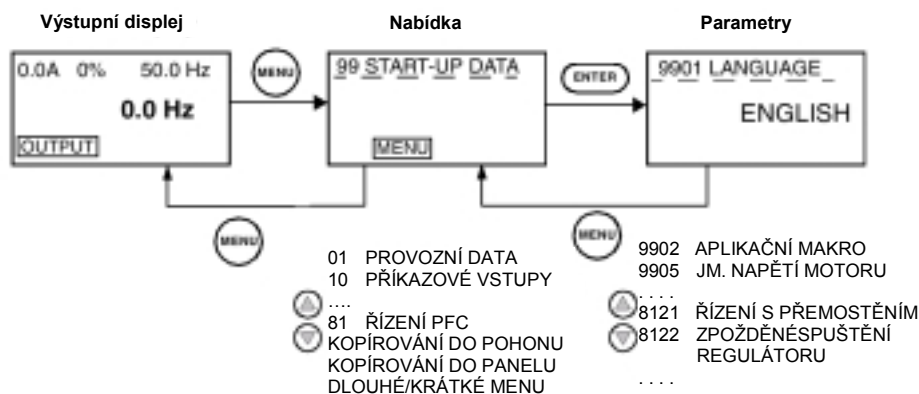 Výstupní displej
Nabídka
Parametry
0.0A 0% 50.0 Hz
0.0 Hz
OUTPUT
MENU
99 START-UP DATA
MENU
ENTER
9901 LANGUAGE
ENGLISH
MENU
MENU
01 PROVOZNÍ DATA
10 PŘÍKAZOVÉ VSTUPY
....
81 ŘÍZENÍ PFC
KOPÍROVÁNÍ DO POHONU
KOPÍROVÁNÍ DO PANELU
DLOUHÉ/KRÁTKÉ MENU
9902 APLIKAČNÍ MAKRO
9905 JM. NAPĚTÍ MOTORU
. . . .
8121 ŘÍZENÍ S PŘEMOSTĚNÍM
8122 ZPOŽDĚNÉSPUŠTĚNÍ
REGULÁTORU
. . . .